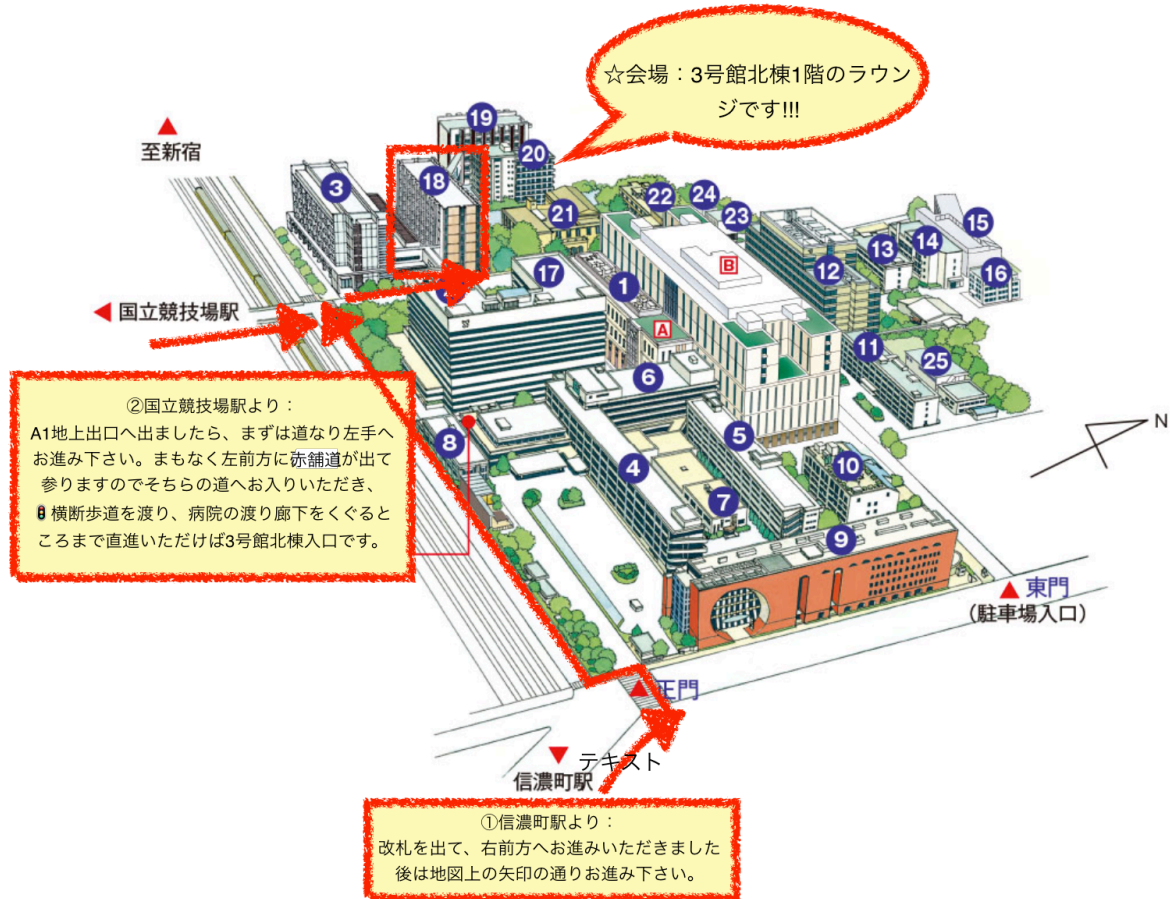 ☆会場：3号館北棟1階のラウン
ジです!!!
19
20
至新宿
3
18
22
24
23
15
21
13
14
17
B
12
16
1
国立競技場駅
A
11
25
6
②国立競技場駅より：
A1地上出口へ出ましたら、まずは道なり左手へ
お進み下さい。まもなく左前方に赤舗道が出て
参りますのでそちらの道へお入りいただき、
横断歩道を渡り、病院の渡り廊下をくぐると
ころまで直進いただけば3号館北棟入口です。
8
4
5
10
N
7
9
東門
(駐車場入口)
正門
テキスト
信濃町駅
①信濃町駅より：
改札を出て、右前方へお進みいただきました
後は地図上の矢印の通りお進み下さい。